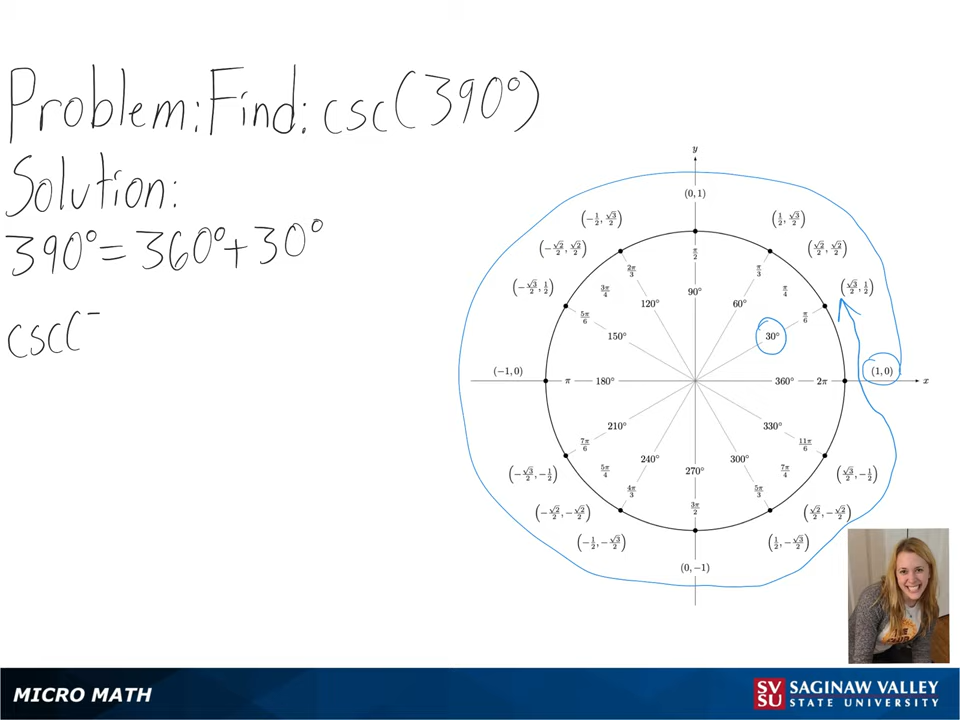 Problem: Find: csc(390°)
Solution:
390° = 360° + 30°
csc(
y
(0, 1)
(-1/2, √3/2) (1/2, √3/2)
(-√2/2, √2/2) (√2/2, √2/2)
(-√3/2, 1/2) (√3/2, 1/2)
π/2
2π/3 π/3
3π/4 90° π/4
120° 60°
5π/6 π/6
150° 30°
(-1, 0) π 180° 360° 2π (1, 0) x
210° 330°
7π/6 11π/6
240° 300°
5π/4 270° 7π/4
(-√3/2, -1/2) (√3/2, -1/2)
4π/3 5π/3
3π/2
(-√2/2, -√2/2) (√2/2, -√2/2)
(-1/2, -√3/2) (1/2, -√3/2)
(0, -1)
MICRO MATH
SV
SU
SAGINAW VALLEY
STATE UNIVERSITY